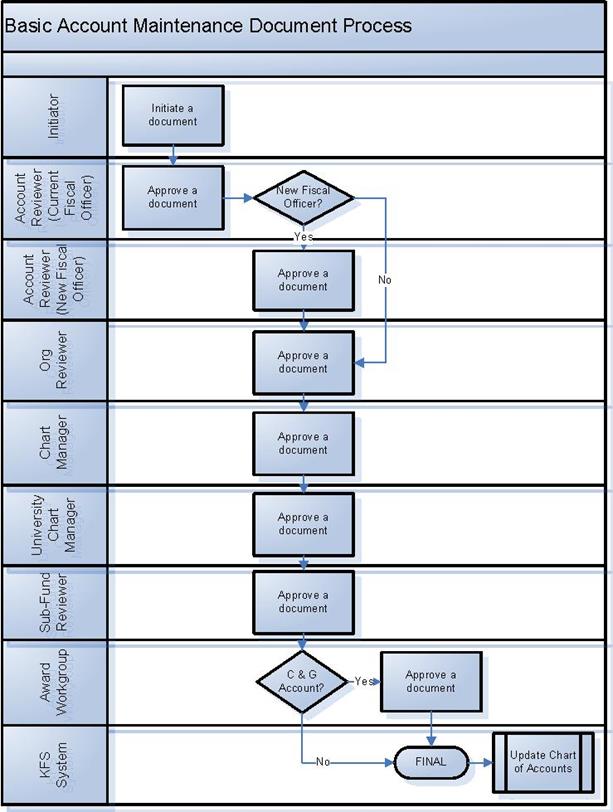 Basic Account Maintenance Document Process
Initiator
Initiate a
document
Account
Reviewer
(Current
Fiscal
Officer)
Approve a
document
New Fiscal
Officer?
Yes
No
Account
Reviewer
(New Fiscal
Officer)
Approve a
document
Org
Reviewer
Approve a
document
Chart
Manager
Approve a
document
University
Chart
Manager
Approve a
document
Sub-Fund
Reviewer
Approve a
document
Award
Workgroup
C & G
Account?
Yes
Approve a
document
KFS
System
No
FINAL
Update Chart
of Accounts